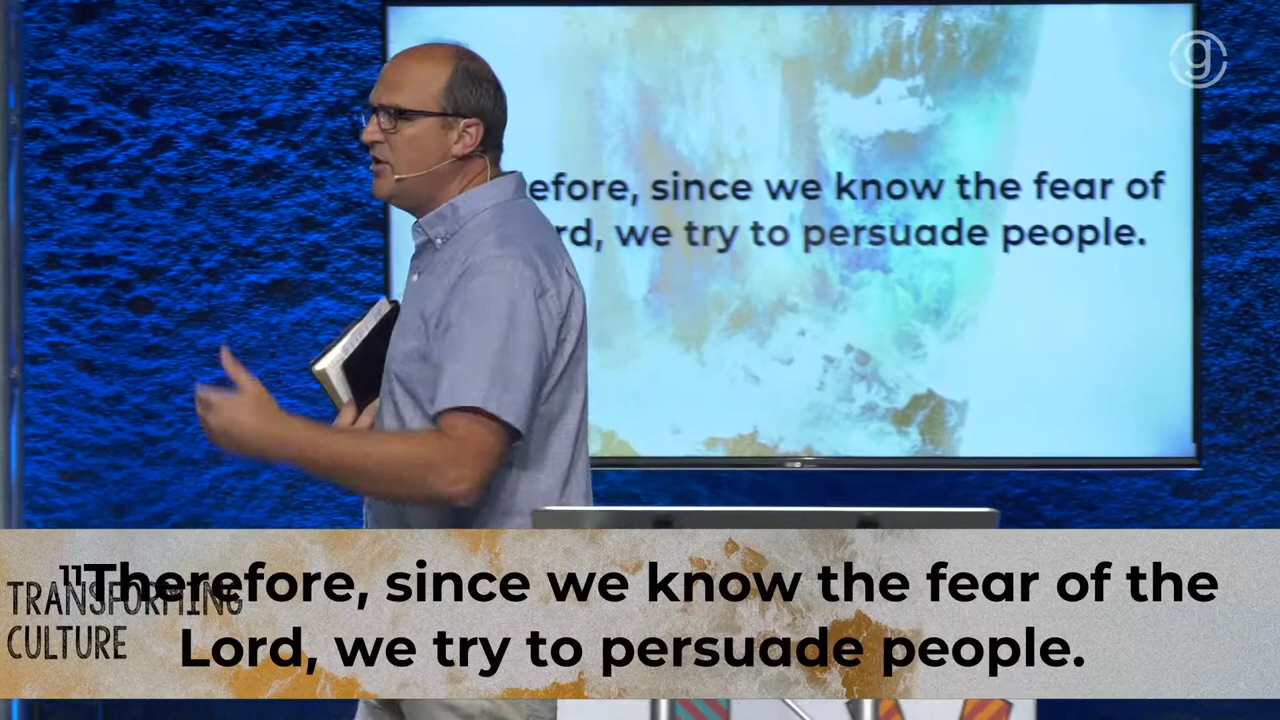 g
efore, since we know the fear of
rd, we try to persuade people.
11Therefore, since we know the fear of the
Lord, we try to persuade people.
TRANSFORMING
CULTURE